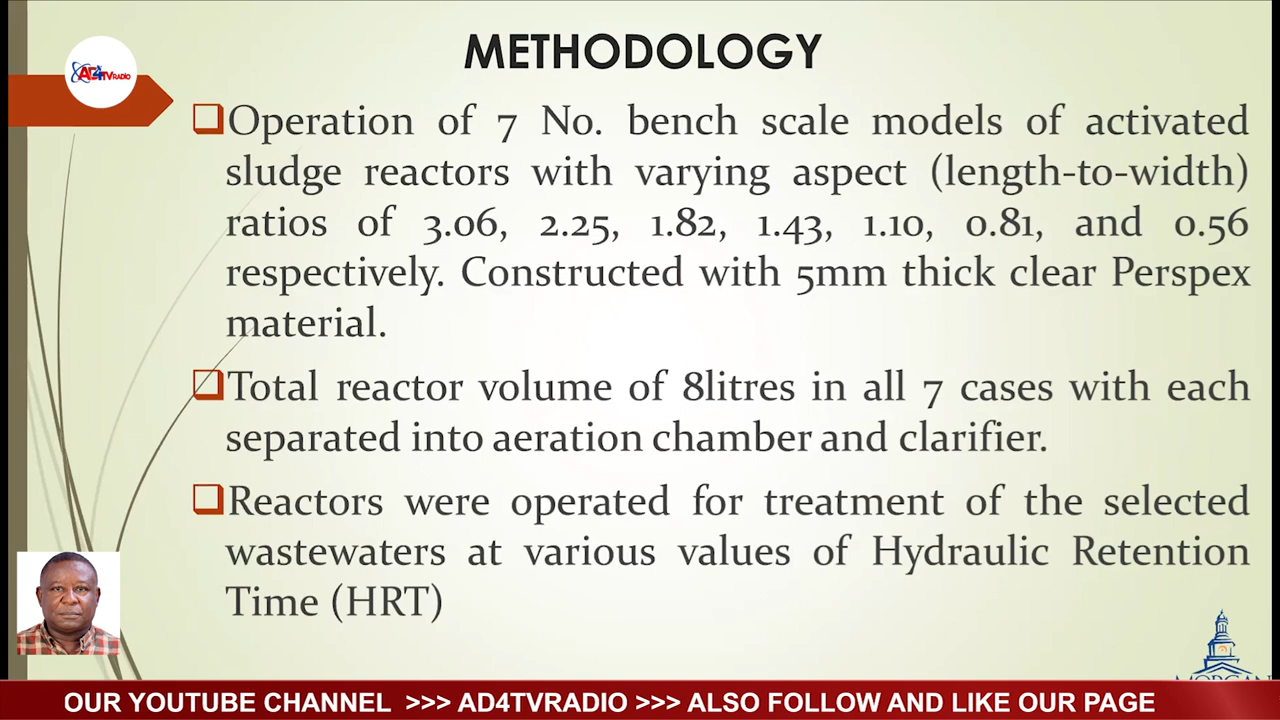 METHODOLOGY
AD4TVRADIO
Operation of 7 No. bench scale models of activated
sludge reactors with varying aspect (length-to-width)
ratios of 3.06, 2.25, 1.82, 1.43, 1.10, 0.81, and 0.56
respectively. Constructed with 5mm thick clear Perspex
material.
Total reactor volume of 8litres in all 7 cases with each
separated into aeration chamber and clarifier.
Reactors were operated for treatment of the selected
wastewaters at various values of Hydraulic Retention
Time (HRT)
MORGAN
OUR YOUTUBE CHANNEL >>> AD4TVRADIO >>> ALSO FOLLOW AND LIKE OUR PAGE